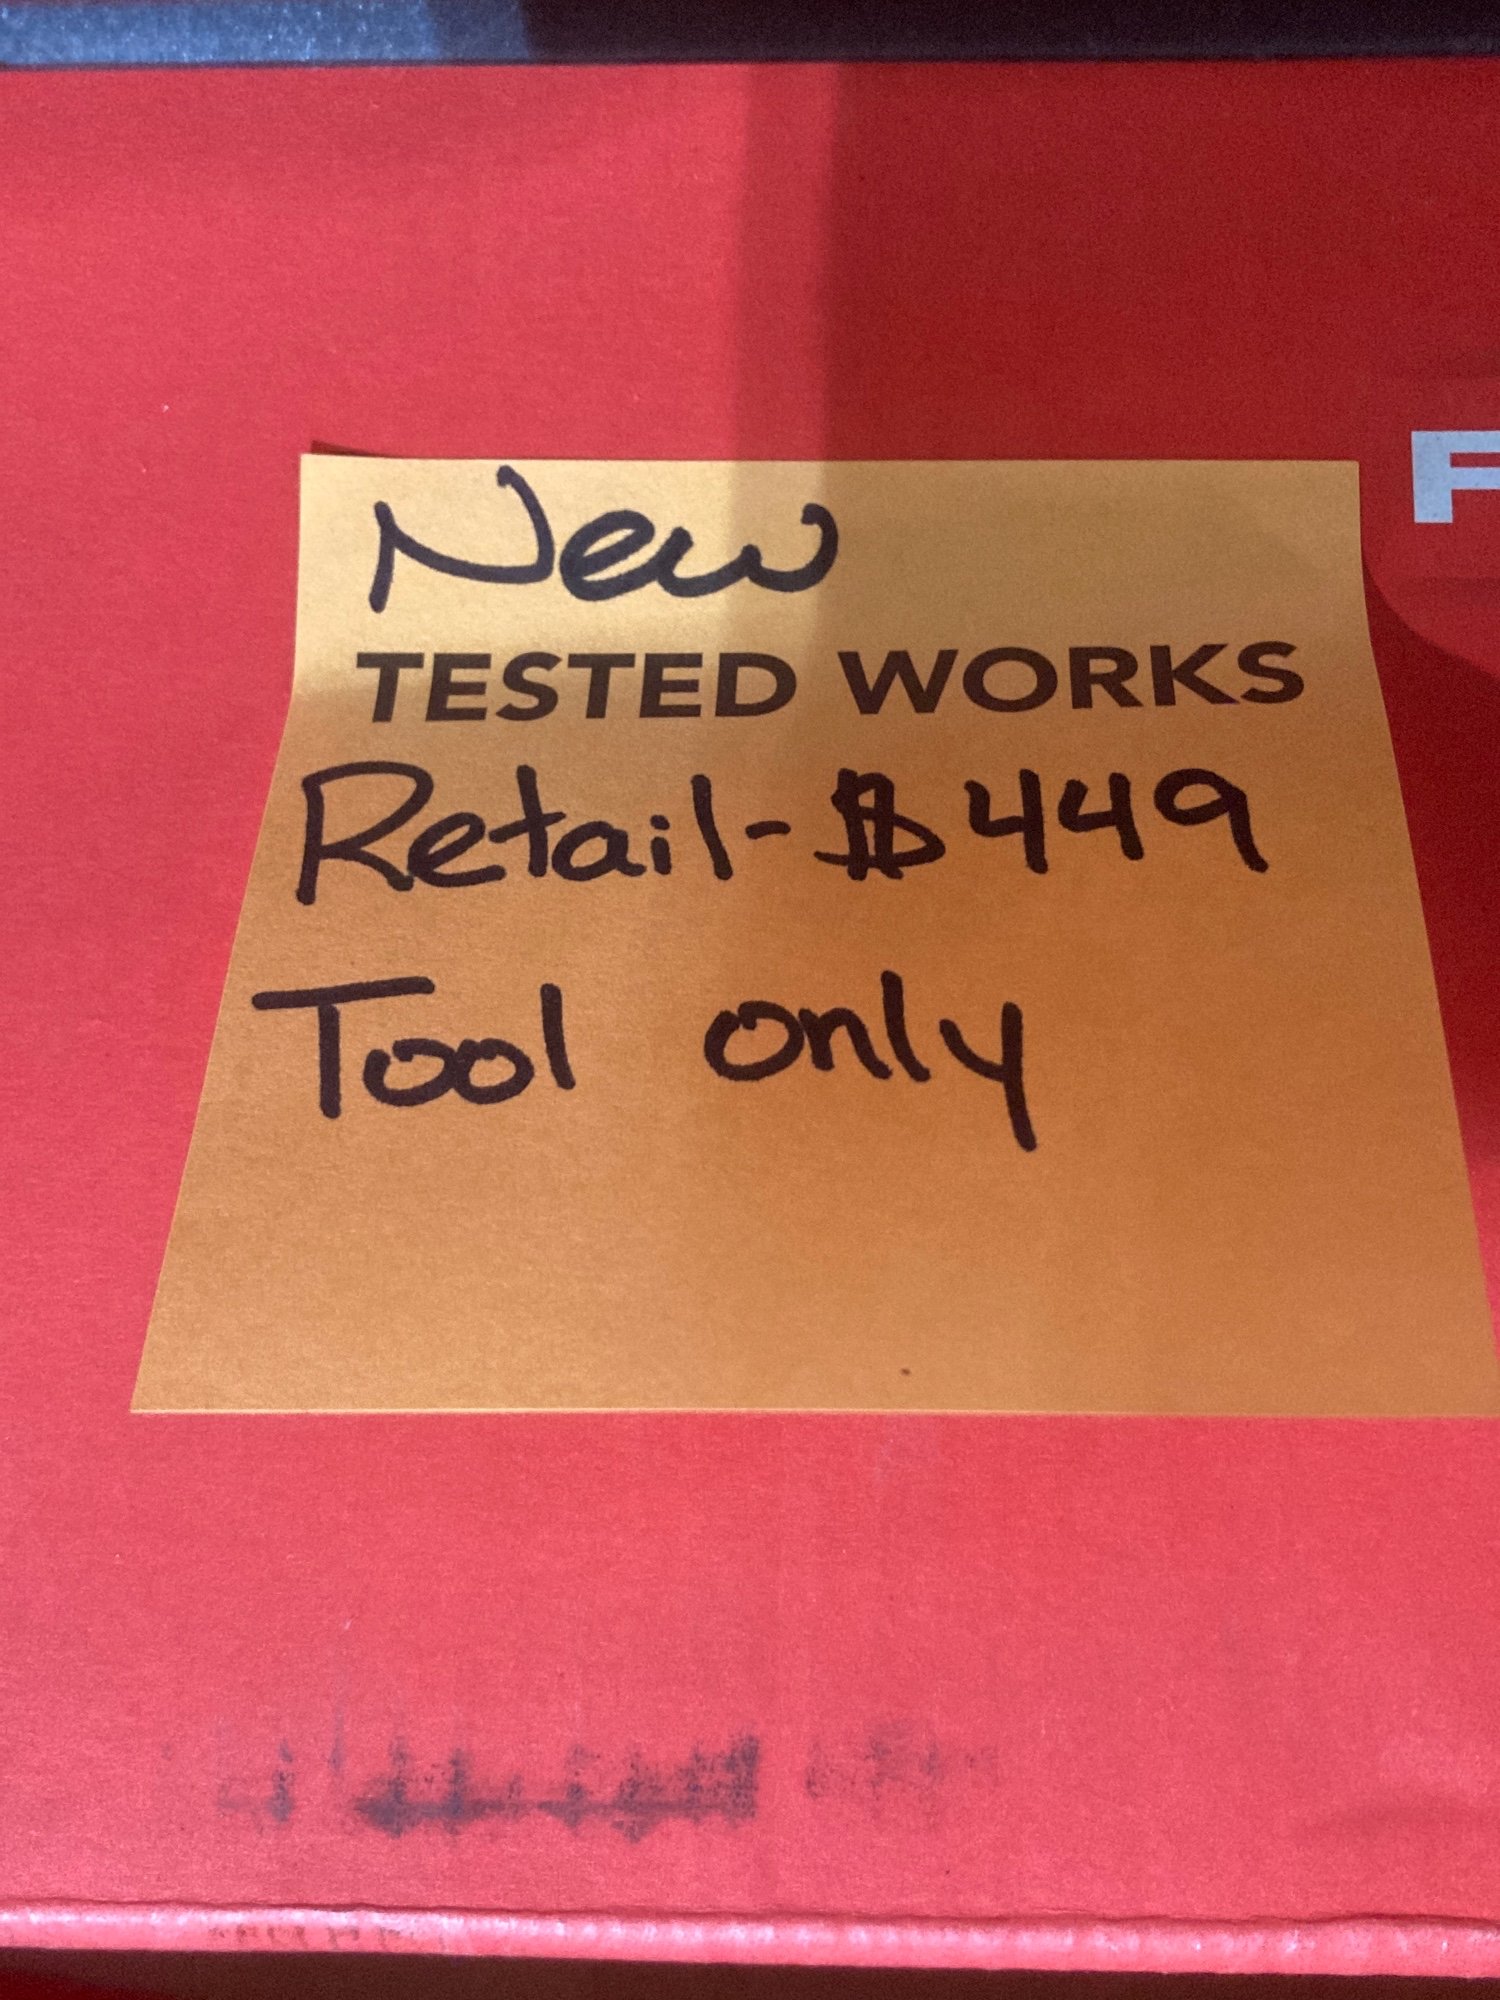 New
TESTED WORKS
Retail-$449
Tool only